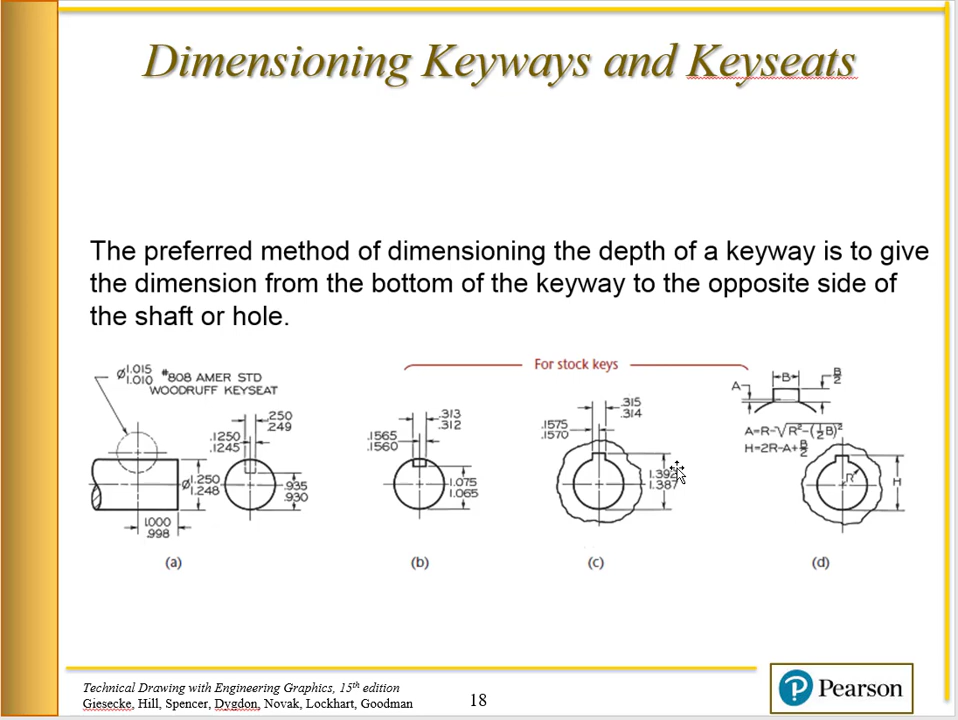 Dimensioning Keyways and Keyseats
The preferred method of dimensioning the depth of a keyway is to give
the dimension from the bottom of the keyway to the opposite side of
the shaft or hole.
For stock keys
Ø1.015
1.010
#808 AMER STD
WOODRUFF KEYSEAT
.250
.249
.1250
.1245
Ø1.250
1.248
.935
.930
1.000
.998
(a)
.313
.312
.1565
.1560
1.075
1.065
(b)
.315
.314
.1575
.1570
1.392
1.387
(c)
B
B/2
A
A=R-√R²-(½B)²
H=2R-A+B/2
R
H
(d)
Technical Drawing with Engineering Graphics, 15th edition
Giesecke, Hill, Spencer, Dygdon, Novak, Lockhart, Goodman
18
P Pearson